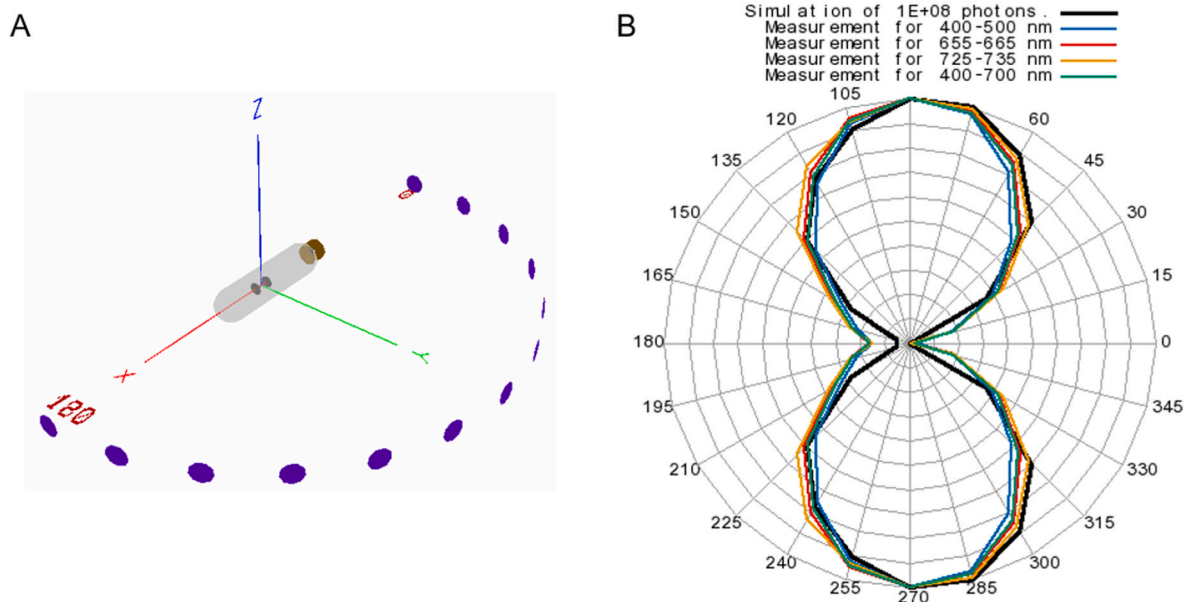 A
Z
0
X
Y
180
B
Simulation of 1E+08 photons.
Measurement for 400-500 nm
Measurement for 655-665 nm
Measurement for 725-735 nm
Measurement for 400-700 nm
105
120
60
135
45
150
30
165
15
180
0
195
345
210
330
225
315
240
300
255
270
285